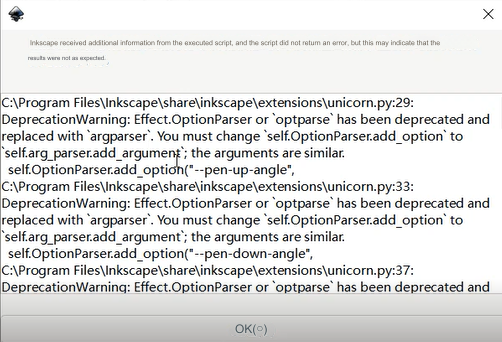 Inkscape received additional information from the executed script, and the script did not return an error, but this may indicate that the
results were not as expected.
C:\Program Files\Inkscape\share\inkscape\extensions\unicorn.py:29:
DeprecationWarning: Effect.OptionParser or `optparse` has been deprecated and
replaced with `argparser`. You must change `self.OptionParser.add_option` to
`self.arg_parser.add_argument`; the arguments are similar.
self.OptionParser.add_option("--pen-up-angle",
C:\Program Files\Inkscape\share\inkscape\extensions\unicorn.py:33:
DeprecationWarning: Effect.OptionParser or `optparse` has been deprecated and
replaced with `argparser`. You must change `self.OptionParser.add_option` to
`self.arg_parser.add_argument`; the arguments are similar.
self.OptionParser.add_option("--pen-down-angle",
C:\Program Files\Inkscape\share\inkscape\extensions\unicorn.py:37:
DeprecationWarning: Effect.OptionParser or `optparse` has been deprecated and
OK(○)